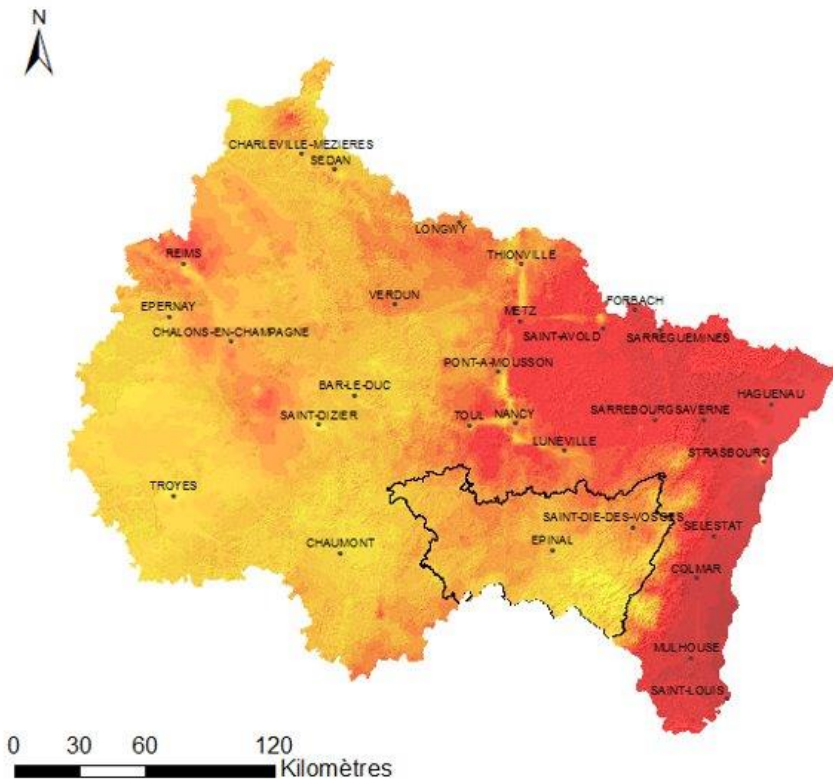 N
CHARLEVILLE-MEZIERES
SEDAN
LONGWY
REIMS
THIONVILLE
VERDUN
FORBACH
EPERNAY
METZ
CHALONS-EN-CHAMPAGNE
SAINT-AVOLD
SARREGUEMINES
PONT-A-MOUSSON
BAR-LE-DUC
HAGUENAU
SAINT-DIZIER
TOUL
NANCY
SARREBOURG
SAVERNE
LUNEVILLE
STRASBOURG
TROYES
SAINT-DIE-DES-VOSGES
SELESTAT
CHAUMONT
EPINAL
COLMAR
MULHOUSE
SAINT-LOUIS
0 30 60 120
Kilomètres